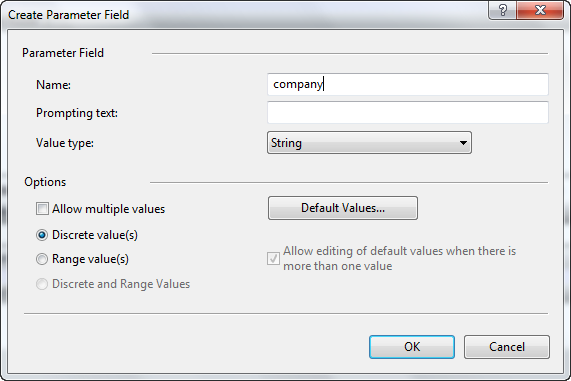 Create Parameter Field
?
Parameter Field
Name:
company
Prompting text:
Value type:
String
Options
Allow multiple values
Default Values...
Discrete value(s)
Range value(s)
Allow editing of default values when there is
more than one value
Discrete and Range Values
OK
Cancel